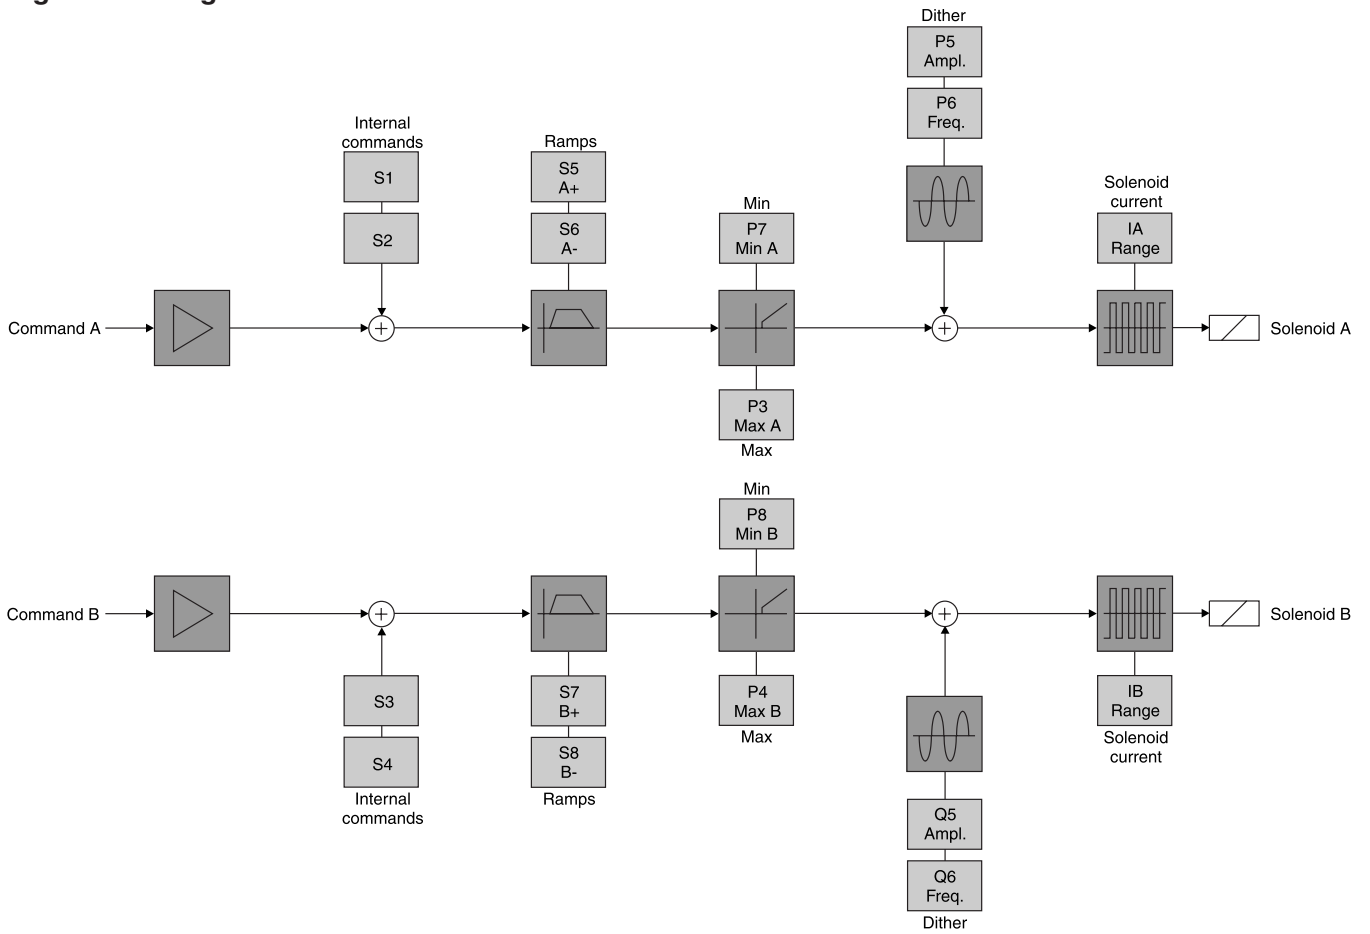 Dither
P5
Ampl.
P6
Freq.
Internal
commands
S1
S2
Ramps
S5
A+
S6
A-
Min
P7
Min A
Solenoid
current
IA
Range
Command A
+
+
Solenoid A
P3
Max A
Max
Min
P8
Min B
Command B
+
+
Solenoid B
S3
S4
Internal
commands
S7
B+
S8
B-
Ramps
P4
Max B
Max
IB
Range
Solenoid
current
Q5
Ampl.
Q6
Freq.
Dither